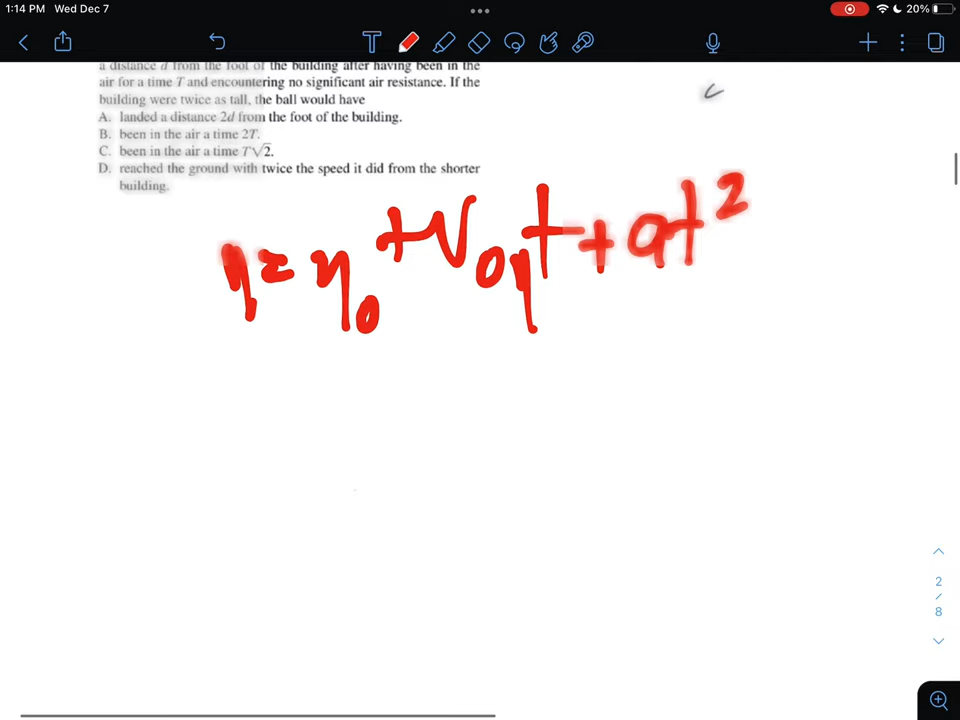 1:14 PM Wed Dec 7
20%
a distance d from the foot of the building after having been in the
air for a time T and encountering no significant air resistance. If the
building were twice as tall, the ball would have
A. landed a distance 2d from the foot of the building.
B. been in the air a time 2T.
C. been in the air a time T√2.
D. reached the ground with twice the speed it did from the shorter
building.
y = y₀ + V₀yt + at²
2
/
8